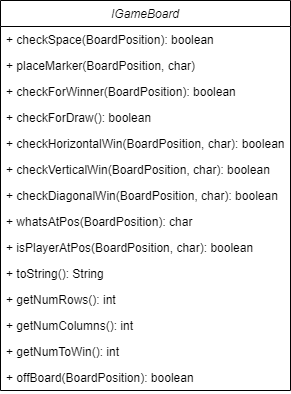 IGameBoard
+ checkSpace(BoardPosition): boolean
+ placeMarker(BoardPosition, char)
+ checkForWinner(BoardPosition): boolean
+ checkForDraw(): boolean
+ checkHorizontalWin(BoardPosition, char): boolean
+ checkVerticalWin(BoardPosition, char): boolean
+ checkDiagonalWin(BoardPosition, char): boolean
+ whatsAtPos(BoardPosition): char
+ isPlayerAtPos(BoardPosition, char): boolean
+ toString(): String
+ getNumRows(): int
+ getNumColumns(): int
+ getNumToWin(): int
+ offBoard(BoardPosition): boolean